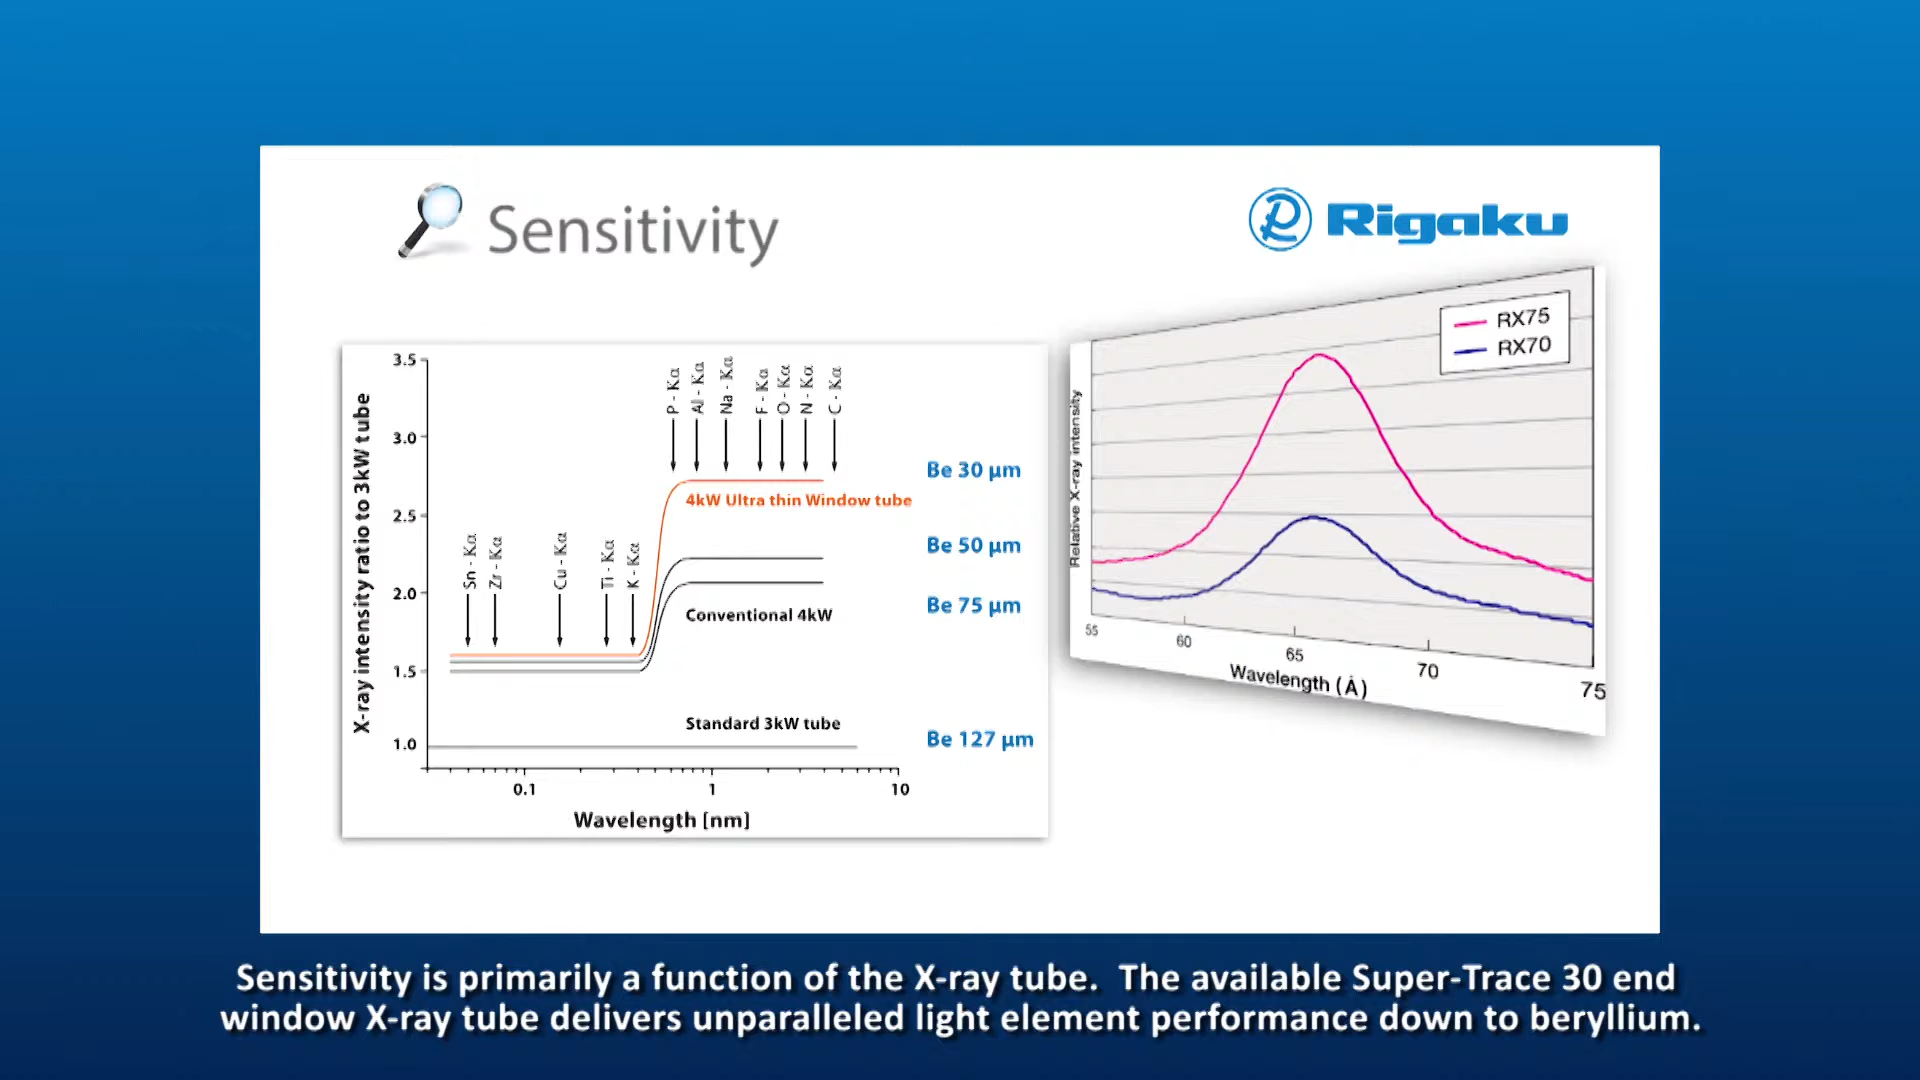 Sensitivity
Rigaku
3.5
3.0
2.5
2.0
1.5
1.0
X-ray intensity ratio to 3kW tube
P - Kα
Al - Kα
Na - Kα
F - Kα
O - Kα
N - Kα
C - Kα
Sn - Kα
Zr - Kα
Cu - Kα
Ti - Kα
K - Kα
4kW Ultra thin Window tube
Conventional 4kW
Standard 3kW tube
Be 30 µm
Be 50 µm
Be 75 µm
Be 127 µm
0.1
1
10
Wavelength [nm]
RX75
RX70
Relative X-ray intensity
55
60
65
70
75
Wavelength (Å)
Sensitivity is primarily a function of the X-ray tube. The available Super-Trace 30 end
window X-ray tube delivers unparalleled light element performance down to beryllium.